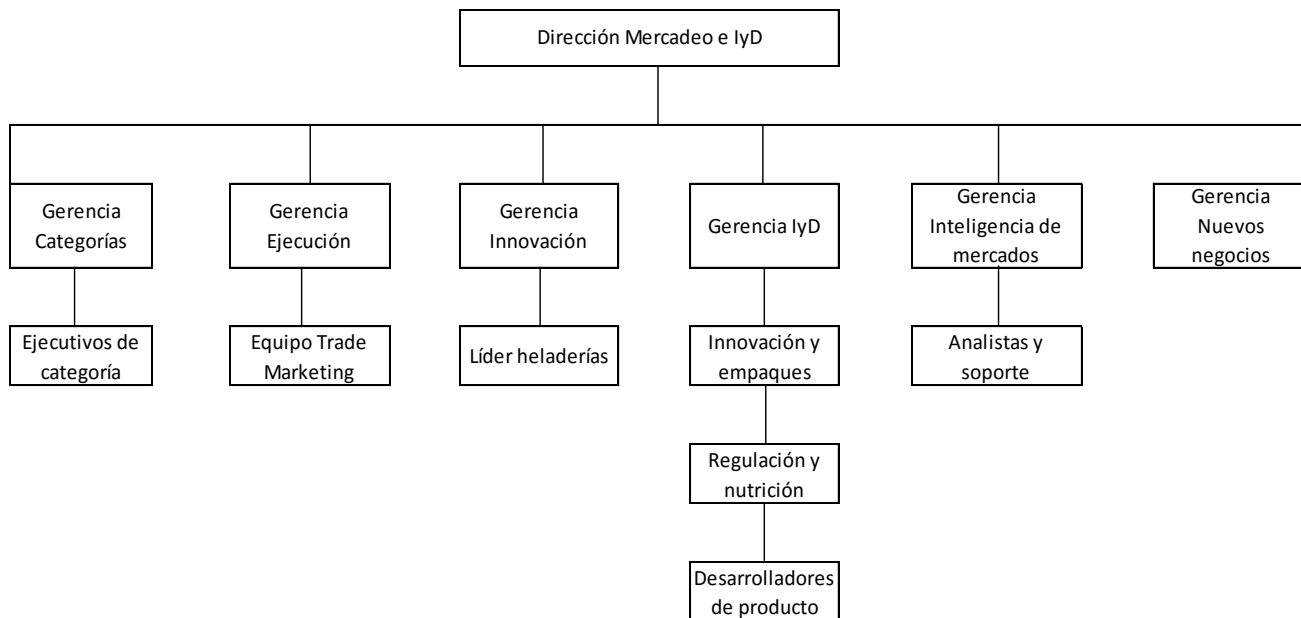 Dirección Mercadeo e IyD
Gerencia
Categorías
Gerencia
Ejecución
Gerencia
Innovación
Gerencia IyD
Gerencia
Inteligencia de
mercados
Gerencia
Nuevos
negocios
Ejecutivos de
categoría
Equipo Trade
Marketing
Líder heladerías
Innovación y
empaques
Analistas y
soporte
Regulación y
nutrición
Desarrolladores
de producto